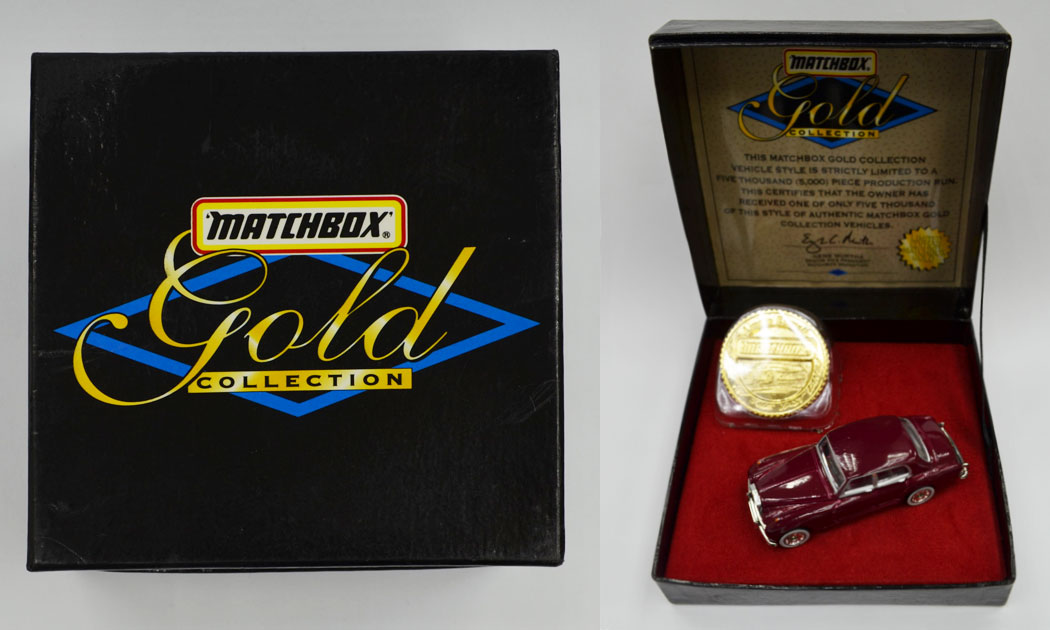 MATCHBOX®
Gold
COLLECTION
MATCHBOX®
Gold
COLLECTION
THIS MATCHBOX GOLD COLLECTION
VEHICLE STYLE IS STRICTLY LIMITED TO A
FIVE THOUSAND (5,000) PIECE PRODUCTION RUN.
THIS CERTIFIES THAT THE OWNER HAS
RECEIVED ONE OF ONLY FIVE THOUSAND
OF THIS STYLE OF AUTHENTIC MATCHBOX GOLD
COLLECTION VEHICLES.
MATCHBOX